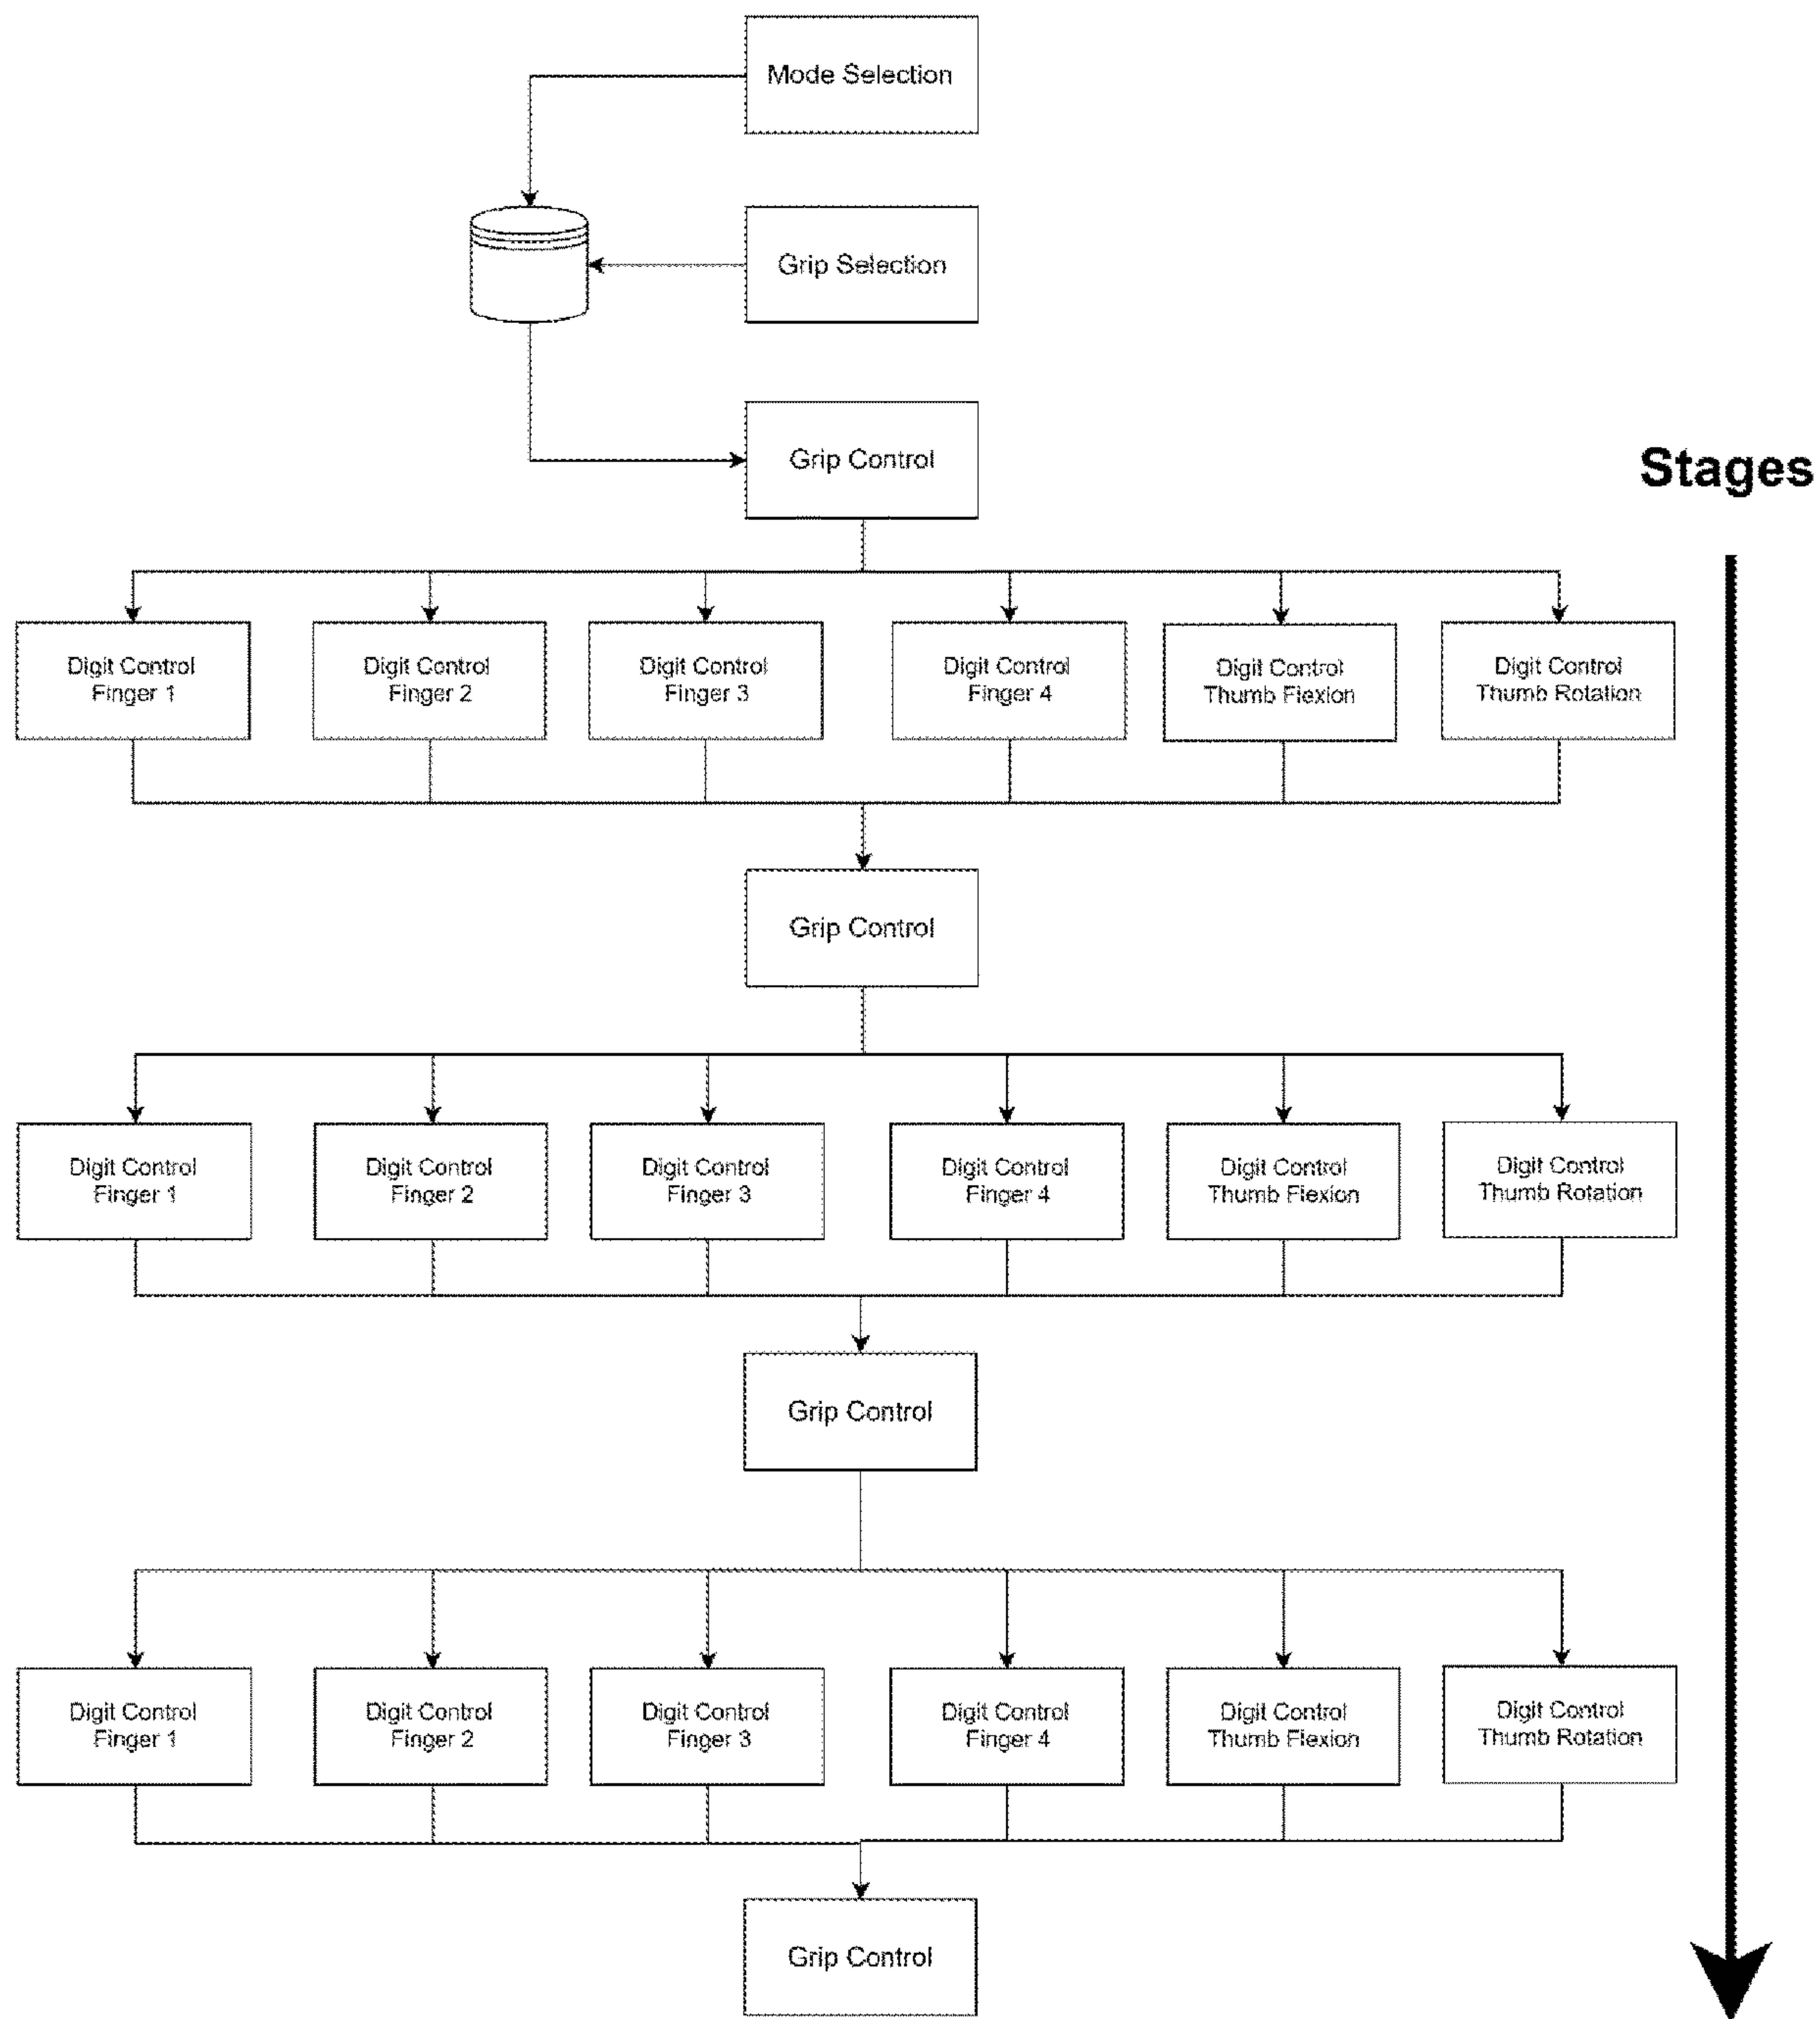 Mode Selection
Grip Selection
Grip Control
Stages
Digit Control
Finger 1
Digit Control
Finger 2
Digit Control
Finger 3
Digit Control
Finger 4
Digit Control
Thumb Flexion
Digit Control
Thumb Rotation
Grip Control
Digit Control
Finger 1
Digit Control
Finger 2
Digit Control
Finger 3
Digit Control
Finger 4
Digit Control
Thumb Flexion
Digit Control
Thumb Rotation
Grip Control
Digit Control
Finger 1
Digit Control
Finger 2
Digit Control
Finger 3
Digit Control
Finger 4
Digit Control
Thumb Flexion
Digit Control
Thumb Rotation
Grip Control